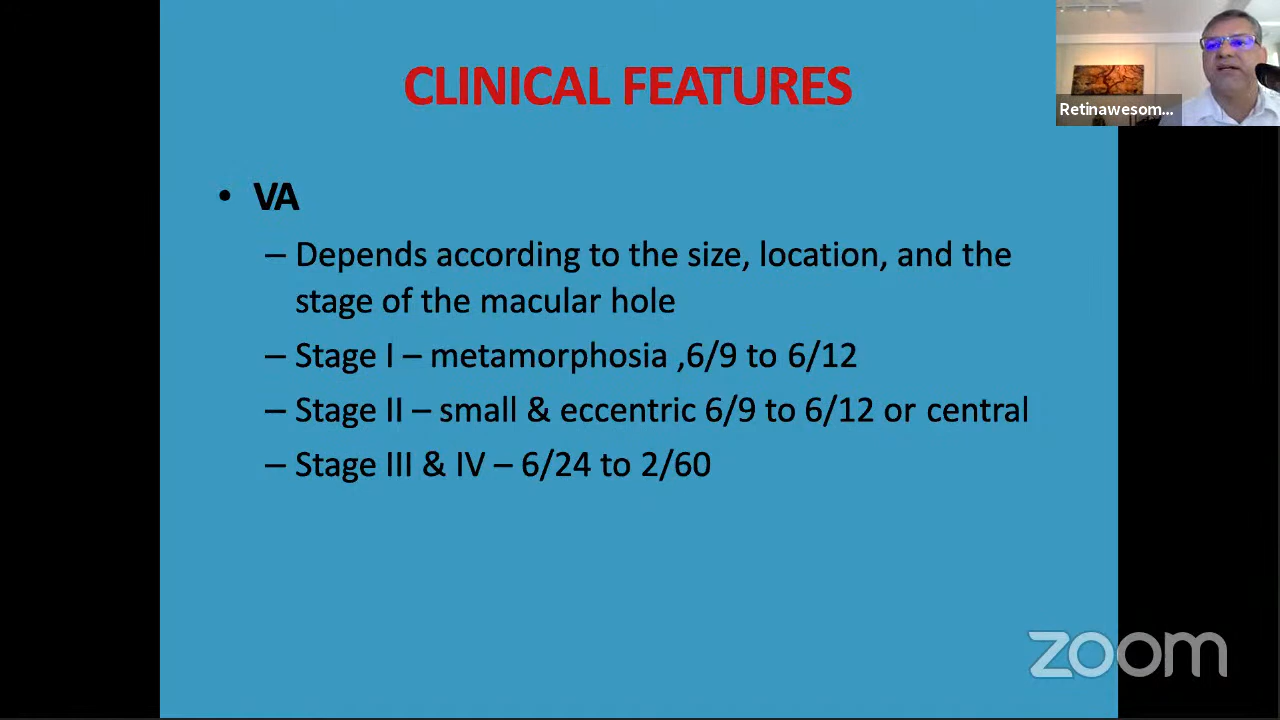 CLINICAL FEATURES
Retinawesom...
• VA
– Depends according to the size, location, and the
stage of the macular hole
– Stage I – metamorphosia ,6/9 to 6/12
– Stage II – small & eccentric 6/9 to 6/12 or central
– Stage III & IV – 6/24 to 2/60
zoom